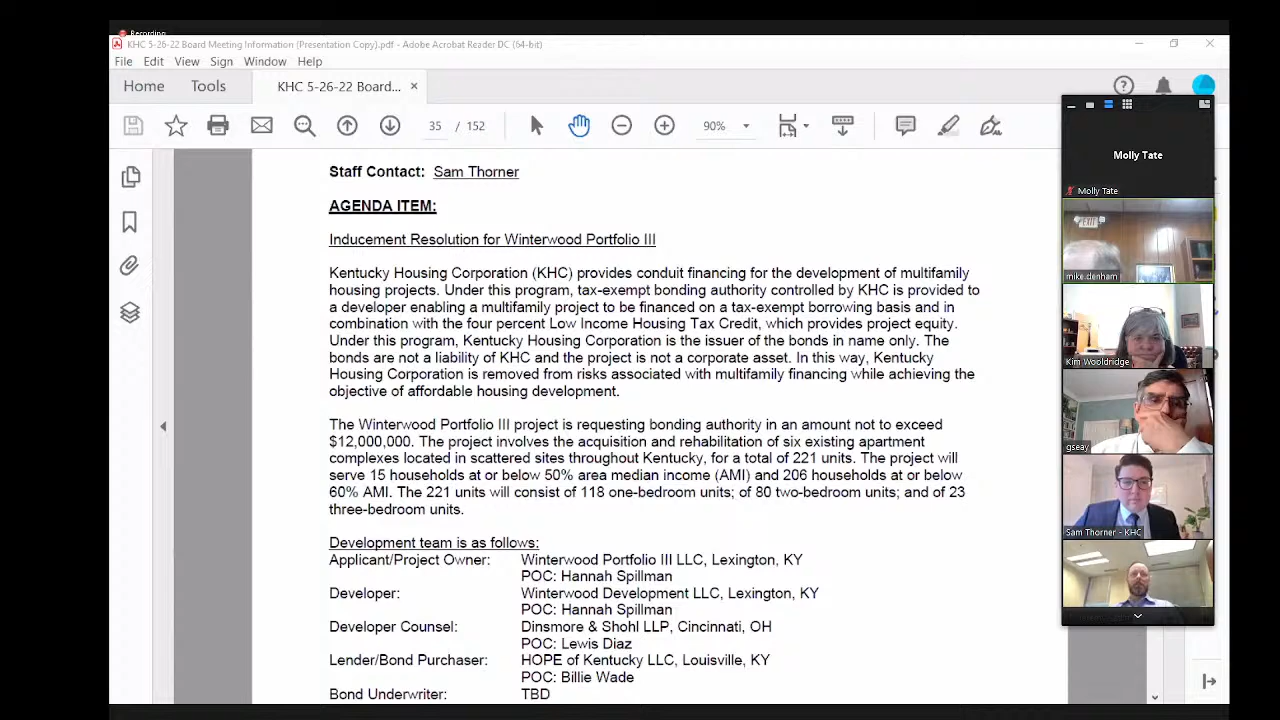 Recording
KHC 5-26-22 Board Meeting Information (Presentation Copy).pdf - Adobe Acrobat Reader DC (64-bit)
File Edit View Sign Window Help
Home Tools KHC 5-26-22 Board...
35 / 152 90%
Staff Contact: Sam Thorner
AGENDA ITEM:
Inducement Resolution for Winterwood Portfolio III
Kentucky Housing Corporation (KHC) provides conduit financing for the development of multifamily
housing projects. Under this program, tax-exempt bonding authority controlled by KHC is provided to
a developer enabling a multifamily project to be financed on a tax-exempt borrowing basis and in
combination with the four percent Low Income Housing Tax Credit, which provides project equity.
Under this program, Kentucky Housing Corporation is the issuer of the bonds in name only. The
bonds are not a liability of KHC and the project is not a corporate asset. In this way, Kentucky
Housing Corporation is removed from risks associated with multifamily financing while achieving the
objective of affordable housing development.
The Winterwood Portfolio III project is requesting bonding authority in an amount not to exceed
$12,000,000. The project involves the acquisition and rehabilitation of six existing apartment
complexes located in scattered sites throughout Kentucky, for a total of 221 units. The project will
serve 15 households at or below 50% area median income (AMI) and 206 households at or below
60% AMI. The 221 units will consist of 118 one-bedroom units; of 80 two-bedroom units; and of 23
three-bedroom units.
Development team is as follows:
Applicant/Project Owner: Winterwood Portfolio III LLC, Lexington, KY
POC: Hannah Spillman
Developer: Winterwood Development LLC, Lexington, KY
POC: Hannah Spillman
Developer Counsel: Dinsmore & Shohl LLP, Cincinnati, OH
POC: Lewis Diaz
Lender/Bond Purchaser: HOPE of Kentucky LLC, Louisville, KY
POC: Billie Wade
Bond Underwriter: TBD
Molly Tate
Molly Tate
EXIT
mike.denham
Kim Wooldridge
gseay
Sam Thorner - KHC